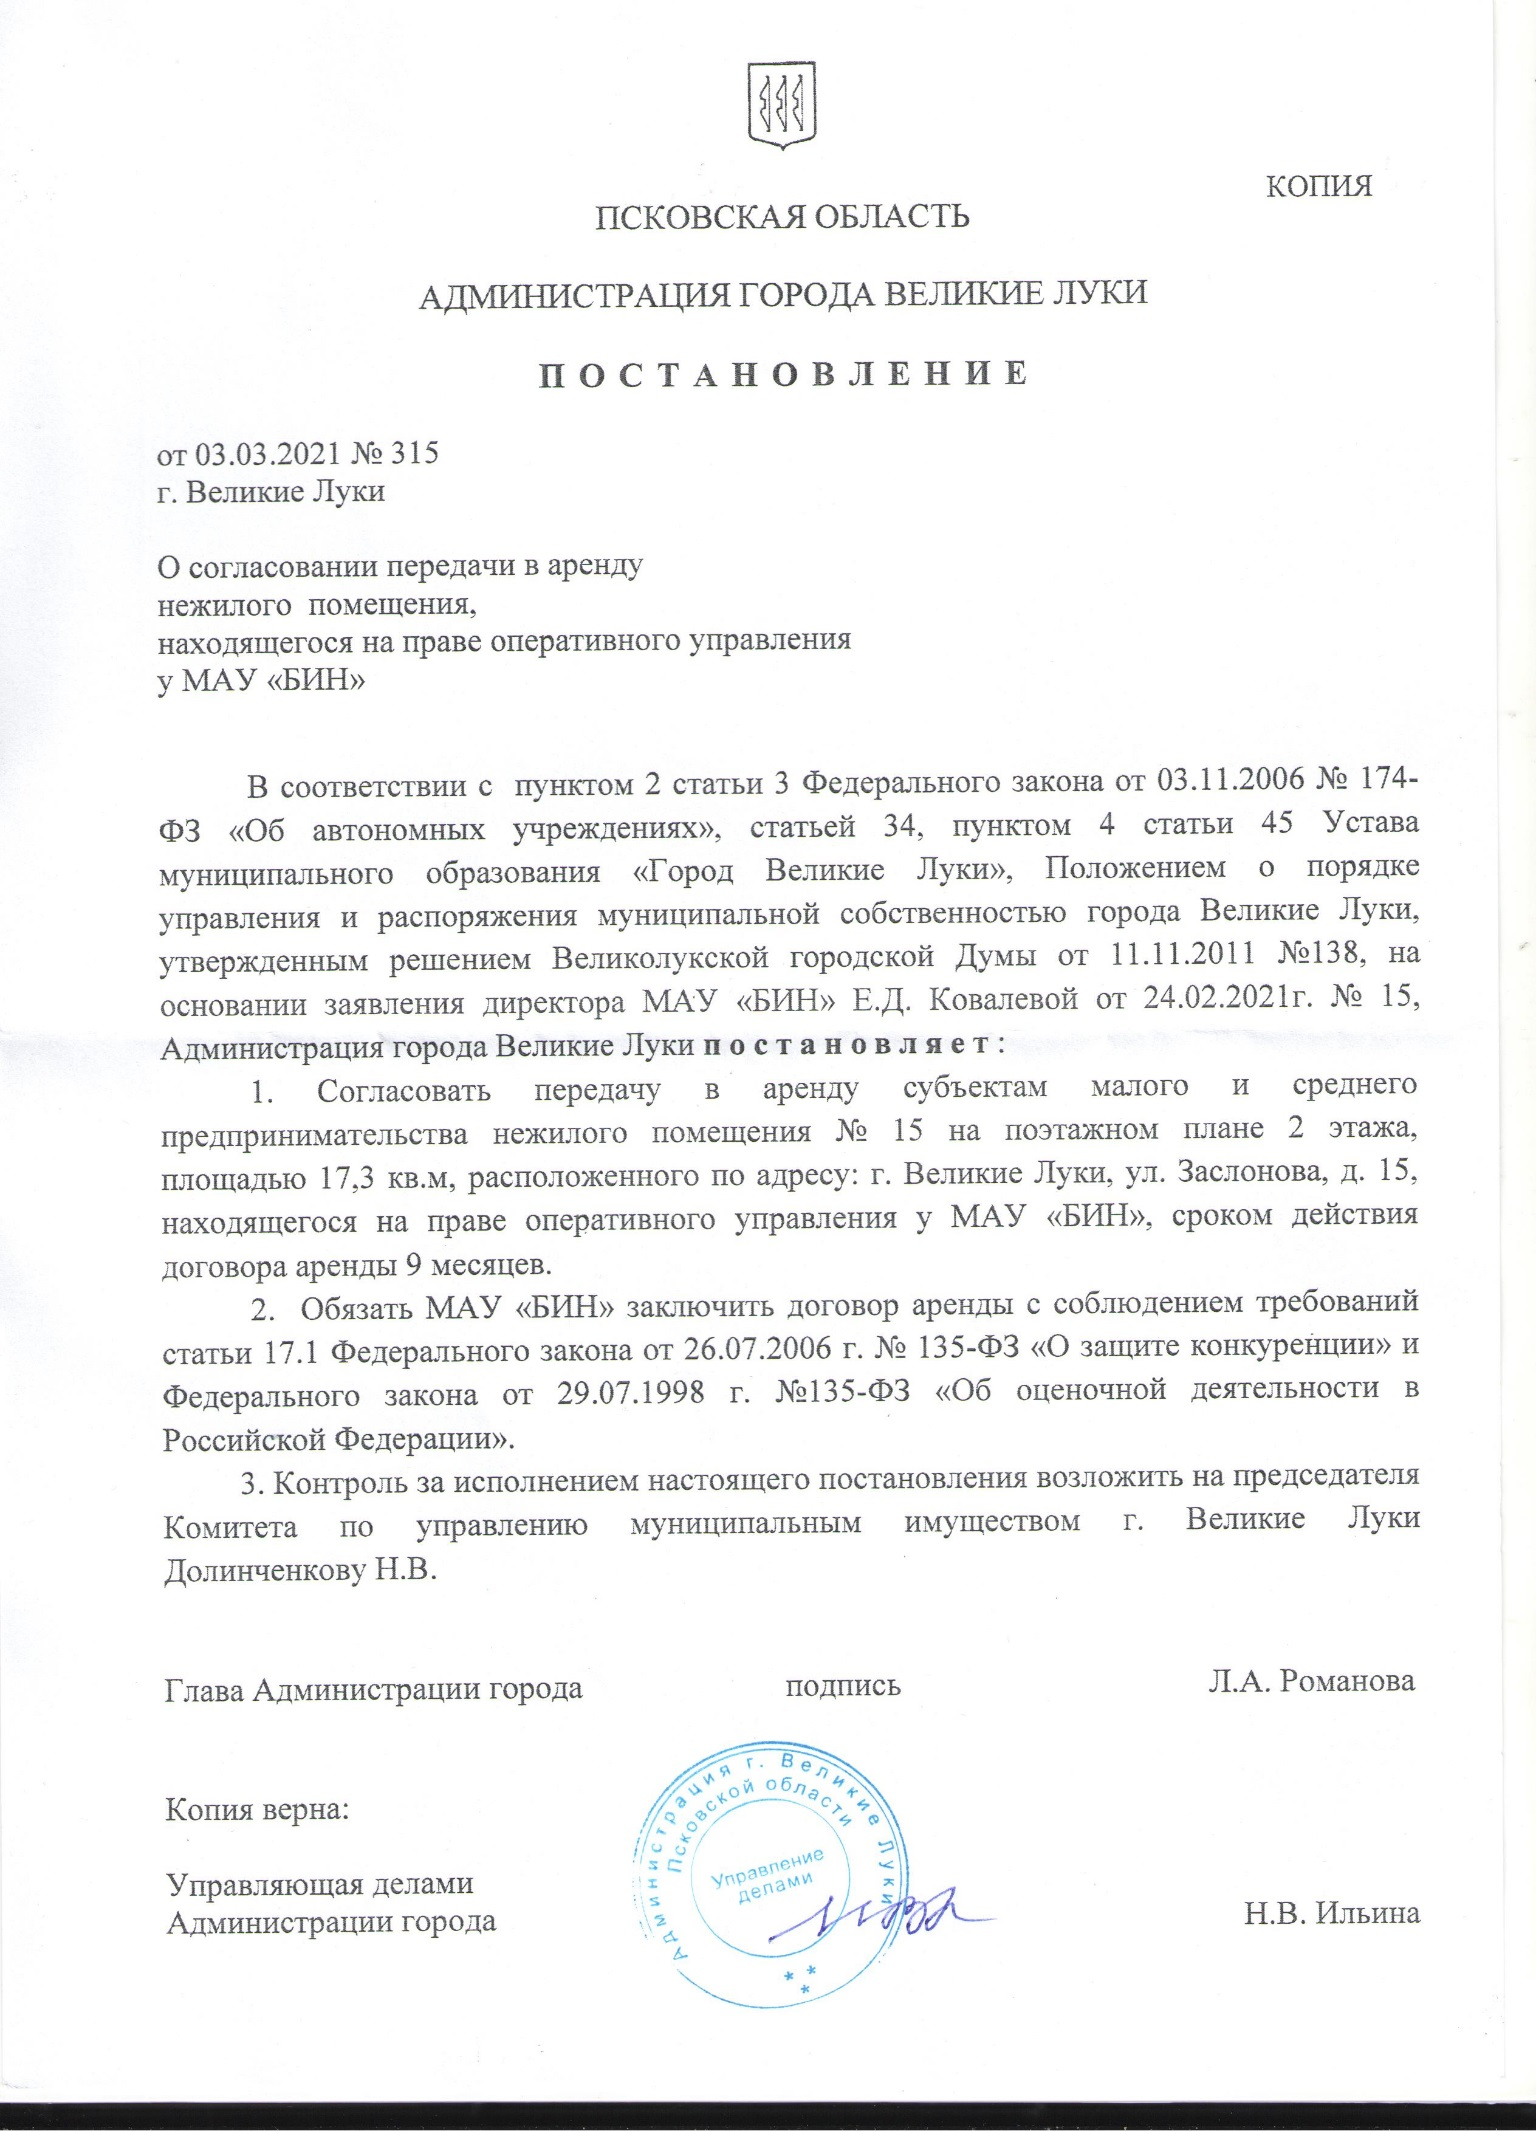 КОПИЯ
ПСКОВСКАЯ ОБЛАСТЬ
АДМИНИСТРАЦИЯ ГОРОДА ВЕЛИКИЕ ЛУКИ
П О С Т А Н О В Л Е Н И Е
от 03.03.2021 № 315
г. Великие Луки
О согласовании передачи в аренду
нежилого помещения,
находящегося на праве оперативного управления
у МАУ «БИН»
В соответствии с пунктом 2 статьи 3 Федерального закона от 03.11.2006 № 174-
ФЗ «Об автономных учреждениях», статьей 34, пунктом 4 статьи 45 Устава
муниципального образования «Город Великие Луки», Положением о порядке
управления и распоряжения муниципальной собственностью города Великие Луки,
утвержденным решением Великолукской городской Думы от 11.11.2011 №138, на
основании заявления директора МАУ «БИН» Е.Д. Ковалевой от 24.02.2021г. № 15,
Администрация города Великие Луки п о с т а н о в л я е т :
1. Согласовать передачу в аренду субъектам малого и среднего
предпринимательства нежилого помещения № 15 на поэтажном плане 2 этажа,
площадью 17,3 кв.м, расположенного по адресу: г. Великие Луки, ул. Заслонова, д. 15,
находящегося на праве оперативного управления у МАУ «БИН», сроком действия
договора аренды 9 месяцев.
2. Обязать МАУ «БИН» заключить договор аренды с соблюдением требований
статьи 17.1 Федерального закона от 26.07.2006 г. № 135-ФЗ «О защите конкуренции» и
Федерального закона от 29.07.1998 г. №135-ФЗ «Об оценочной деятельности в
Российской Федерации».
3. Контроль за исполнением настоящего постановления возложить на председателя
Комитета по управлению муниципальным имуществом г. Великие Луки
Долинченкову Н.В.
Глава Администрации города подпись Л.А. Романова
Копия верна:
Управляющая делами
Администрации города Н.В. Ильина
Администрация г. Великие Луки
Псковской области
Управление
делами